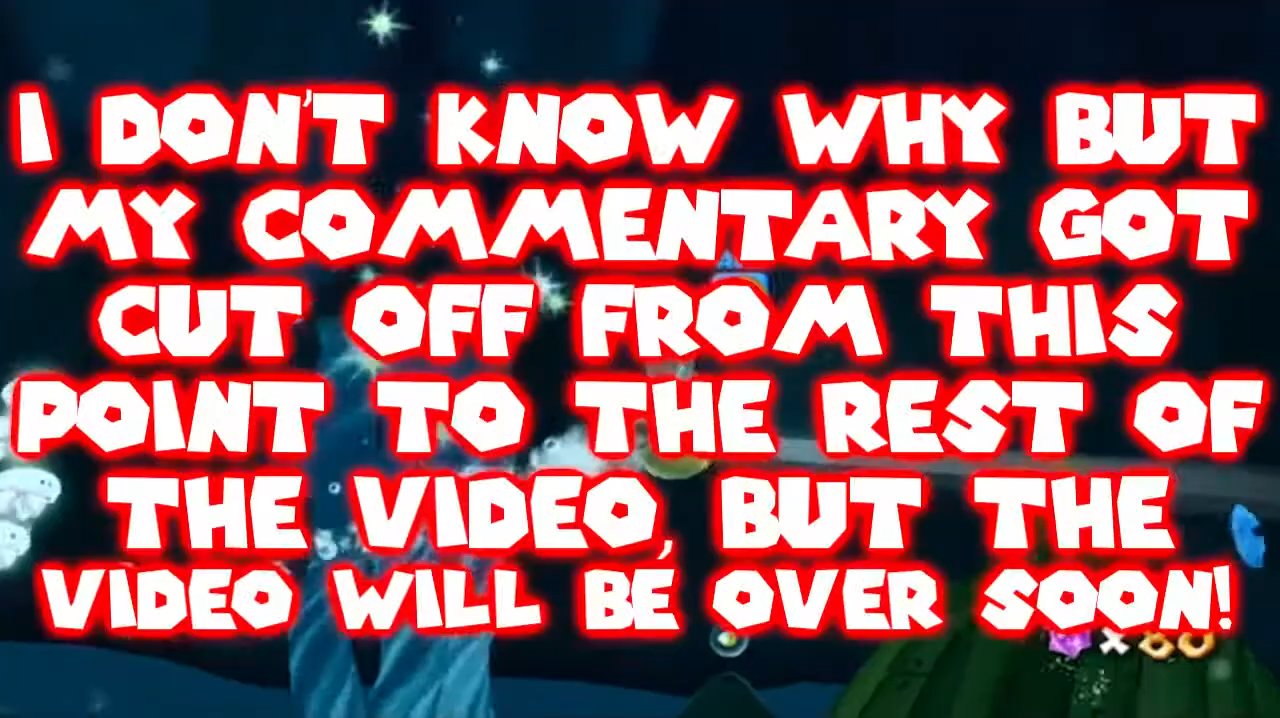 I DON'T KNOW WHY BUT
MY COMMENTARY GOT
CUT OFF FROM THIS
POINT TO THE REST OF
THE VIDEO, BUT THE
VIDEO WILL BE OVER SOON!
×80